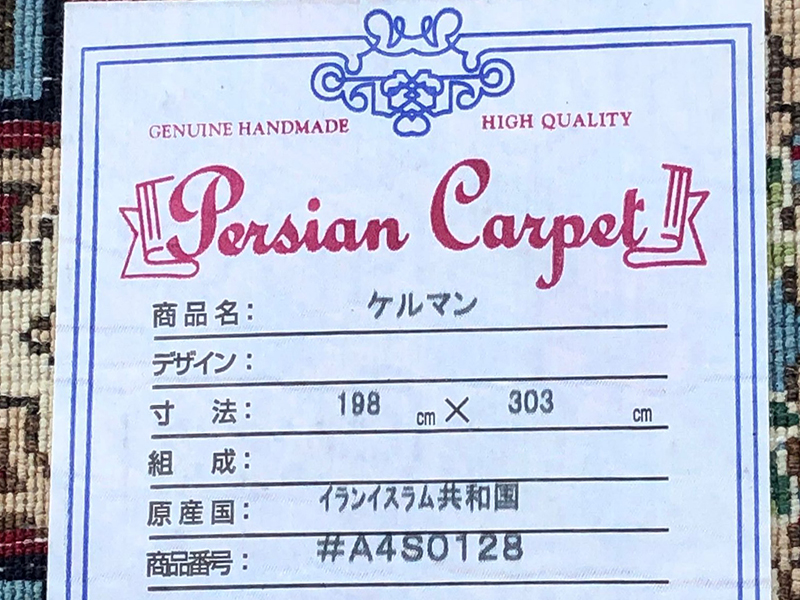 GENUINE HANDMADE HIGH QUALITY
Persian Carpet
商品名: ケルマン
デザイン:
寸 法: 198 cm × 303 cm
組 成:
原産国: イランイスラム共和国
商品番号: #A4S0128